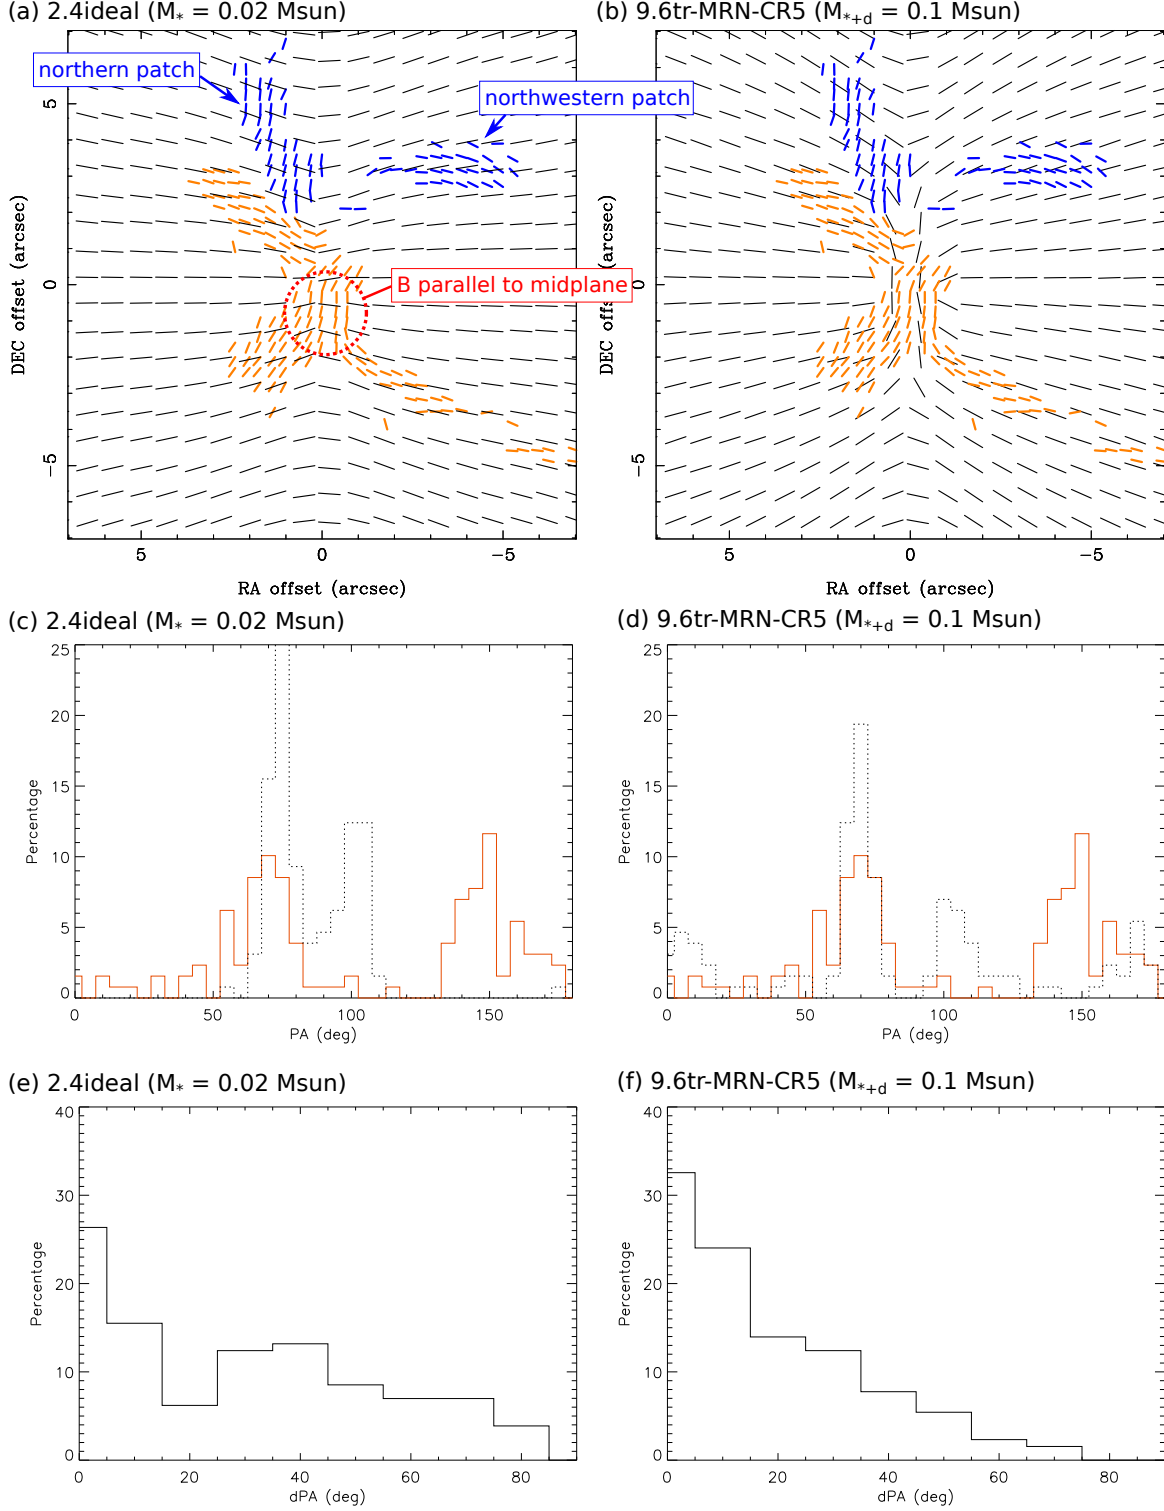 (a) 2.4ideal (M* = 0.02 Msun)
(b) 9.6tr-MRN-CR5 (M*+d = 0.1 Msun)
northern patch
northwestern patch
B parallel to midplane
DEC offset (arcsec)
5
0
−5
5
0
−5
RA offset (arcsec)
DEC offset (arcsec)
0
5
0
−5
RA offset (arcsec)
(c) 2.4ideal (M* = 0.02 Msun)
(d) 9.6tr-MRN-CR5 (M*+d = 0.1 Msun)
Percentage
25
20
15
10
5
0
0
50
100
150
PA (deg)
Percentage
25
20
15
10
5
0
0
50
100
150
PA (deg)
(e) 2.4ideal (M* = 0.02 Msun)
(f) 9.6tr-MRN-CR5 (M*+d = 0.1 Msun)
Percentage
40
30
20
10
0
0
20
40
60
80
dPA (deg)
Percentage
40
30
20
10
0
0
20
40
60
80
dPA (deg)